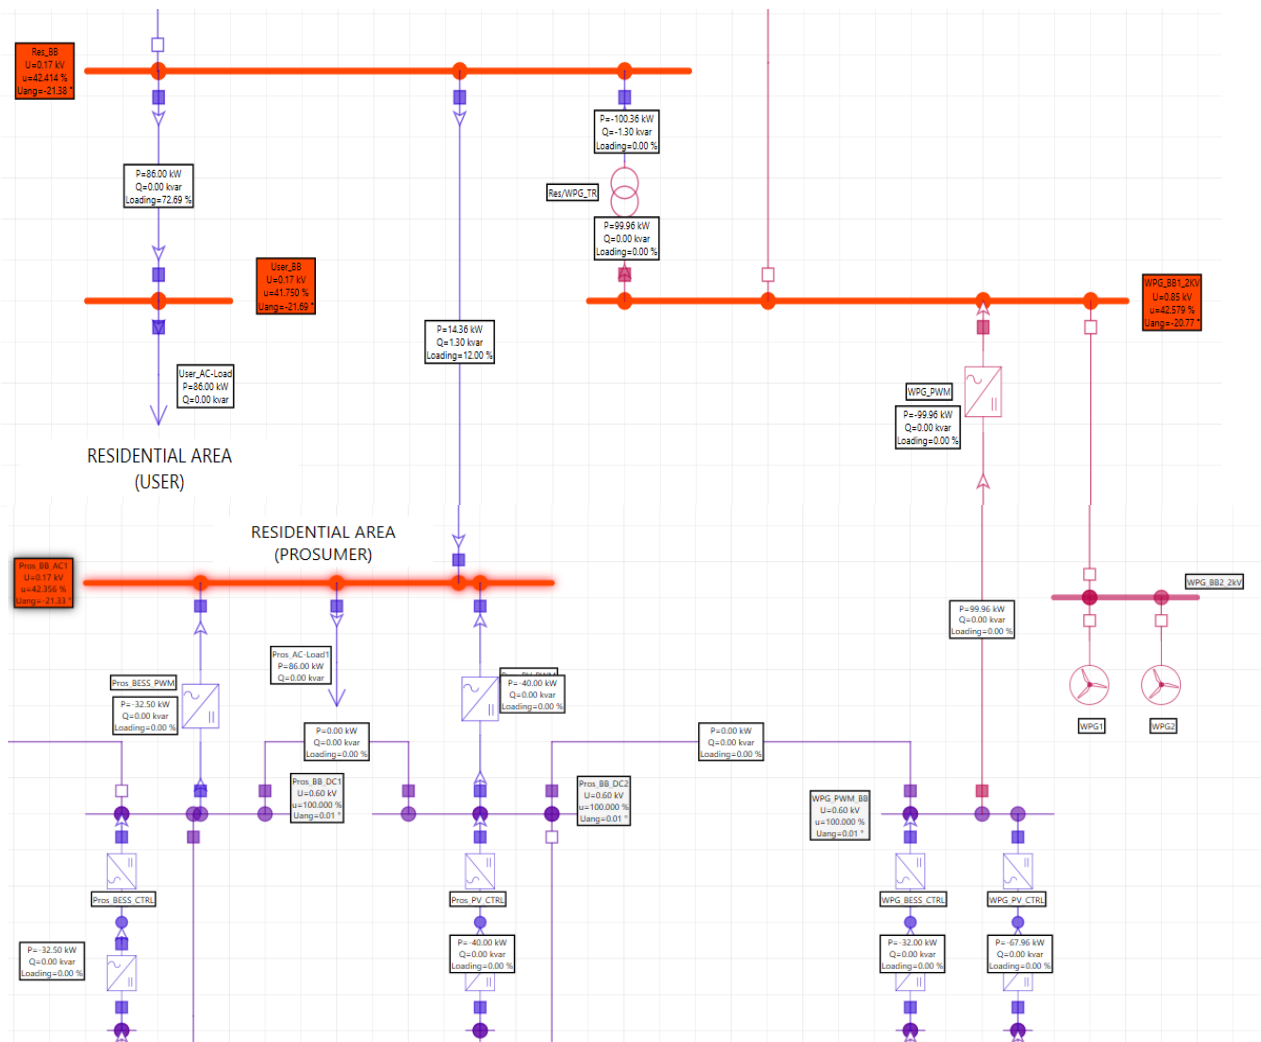 Res_BB
U=0.17 kV
u=42.414 %
Uang=-21.38 °
P=-100.36 kW
Q=-1.30 kvar
Loading=0.00 %
P=86.00 kW
Q=0.00 kvar
Loading=72.69 %
Res/WPG_TR
P=99.96 kW
Q=0.00 kvar
Loading=0.00 %
User_BB
U=0.17 kV
u=41.750 %
Uang=-21.69 °
WPG_BB1_2KV
U=0.85 kV
u=42.579 %
Uang=-20.77 °
P=14.36 kW
Q=1.30 kvar
Loading=12.00 %
User_AC-Load
P=86.00 kW
Q=0.00 kvar
WPG_PWM
P=-99.96 kW
Q=0.00 kvar
Loading=0.00 %
RESIDENTIAL AREA
(USER)
RESIDENTIAL AREA
(PROSUMER)
Pros_BB_AC1
U=0.17 kV
u=42.356 %
Uang=-21.33 °
WPG_BB2_2kV
P=99.96 kW
Q=0.00 kvar
Loading=0.00 %
Pros_AC-Load1
P=86.00 kW
Q=0.00 kvar
Pros_BESS_PWM
P=-32.50 kW
Q=0.00 kvar
Loading=0.00 %
P=-40.00 kW
Q=0.00 kvar
Loading=0.00 %
WPG1
WPG2
P=0.00 kW
Q=0.00 kvar
Loading=0.00 %
P=0.00 kW
Q=0.00 kvar
Loading=0.00 %
Pros_BB_DC1
U=0.60 kV
u=100.000 %
Uang=0.01 °
Pros_BB_DC2
U=0.60 kV
u=100.000 %
Uang=0.01 °
WPG_PWM_BB
U=0.60 kV
u=100.000 %
Uang=0.01 °
Pros_BESS_CTRL
Pros_PV_CTRL
WPG_BESS_CTRL
WPG_PV_CTRL
P=-32.50 kW
Q=0.00 kvar
Loading=0.00 %
P=-40.00 kW
Q=0.00 kvar
Loading=0.00 %
P=-32.00 kW
Q=0.00 kvar
Loading=0.00 %
P=-67.96 kW
Q=0.00 kvar
Loading=0.00 %